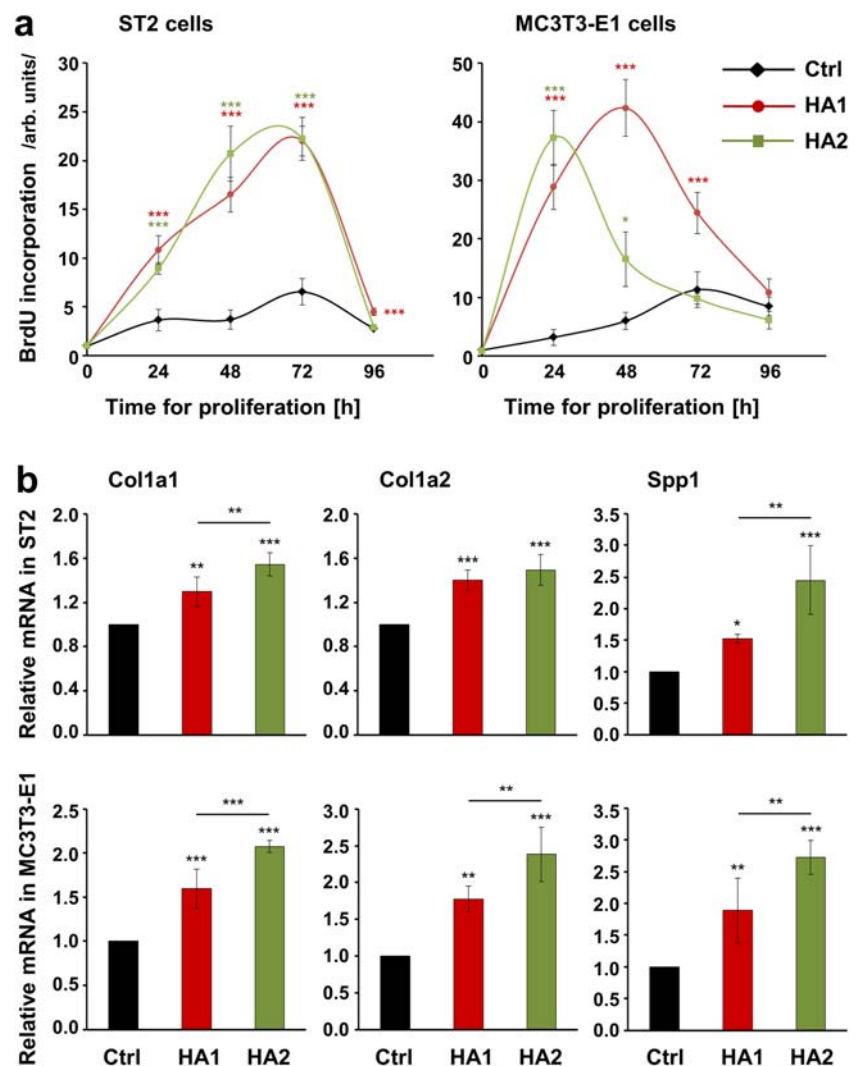 a
ST2 cells
MC3T3-E1 cells
BrdU incorporation /arb. units/
30
25
20
15
10
5
0
0 24 48 72 96
Time for proliferation [h]
*** ***
*** ***
*** ***
***
50
40
30
20
10
0
0 24 48 72 96
Time for proliferation [h]
*** ***
***
*
***
Ctrl
HA1
HA2
b
Col1a1
Col1a2
Spp1
Relative mRNA in ST2
2.0
1.6
1.2
0.8
0.4
0.0
** *** **
2.0
1.6
1.2
0.8
0.4
0.0
*** ***
3.5
3.0
2.5
2.0
1.5
1.0
0.5
0.0
* *** **
Relative mRNA in MC3T3-E1
2.5
2.0
1.5
1.0
0.5
0.0
*** *** ***
3.0
2.5
2.0
1.5
1.0
0.5
0.0
** *** **
3.5
3.0
2.5
2.0
1.5
1.0
0.5
0.0
** *** **
Ctrl HA1 HA2
Ctrl HA1 HA2
Ctrl HA1 HA2